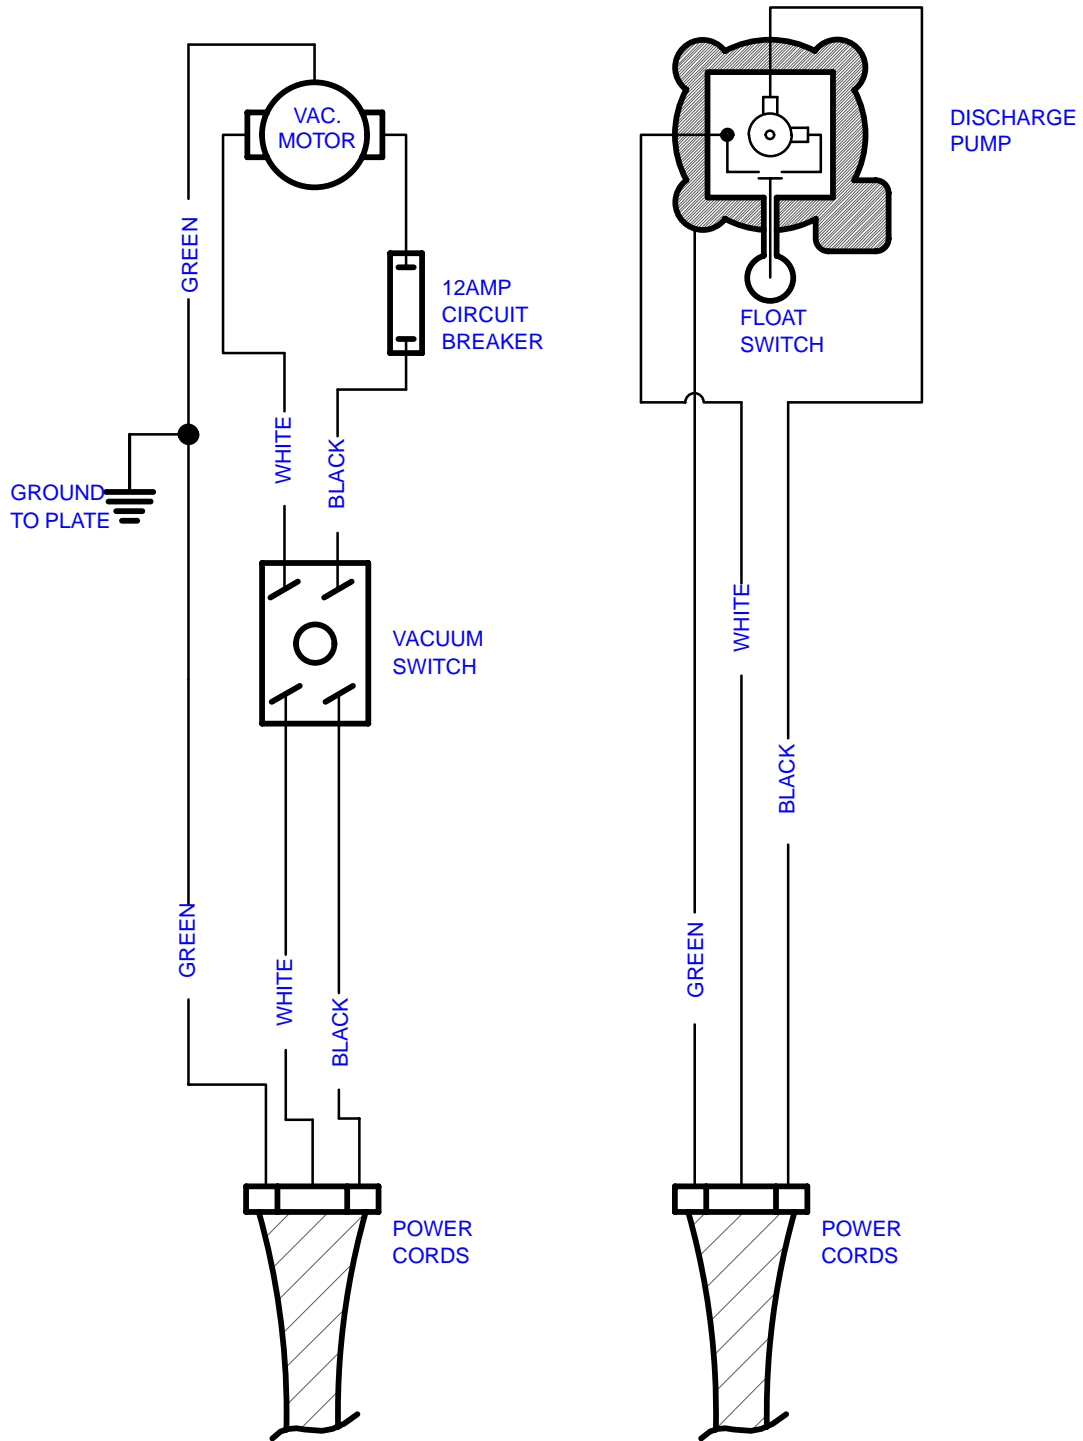 VAC.
MOTOR
DISCHARGE
PUMP
GREEN
12AMP
CIRCUIT
BREAKER
FLOAT
SWITCH
WHITE
BLACK
GROUND
TO PLATE
VACUUM
SWITCH
WHITE
BLACK
GREEN
WHITE
BLACK
GREEN
POWER
CORDS
POWER
CORDS